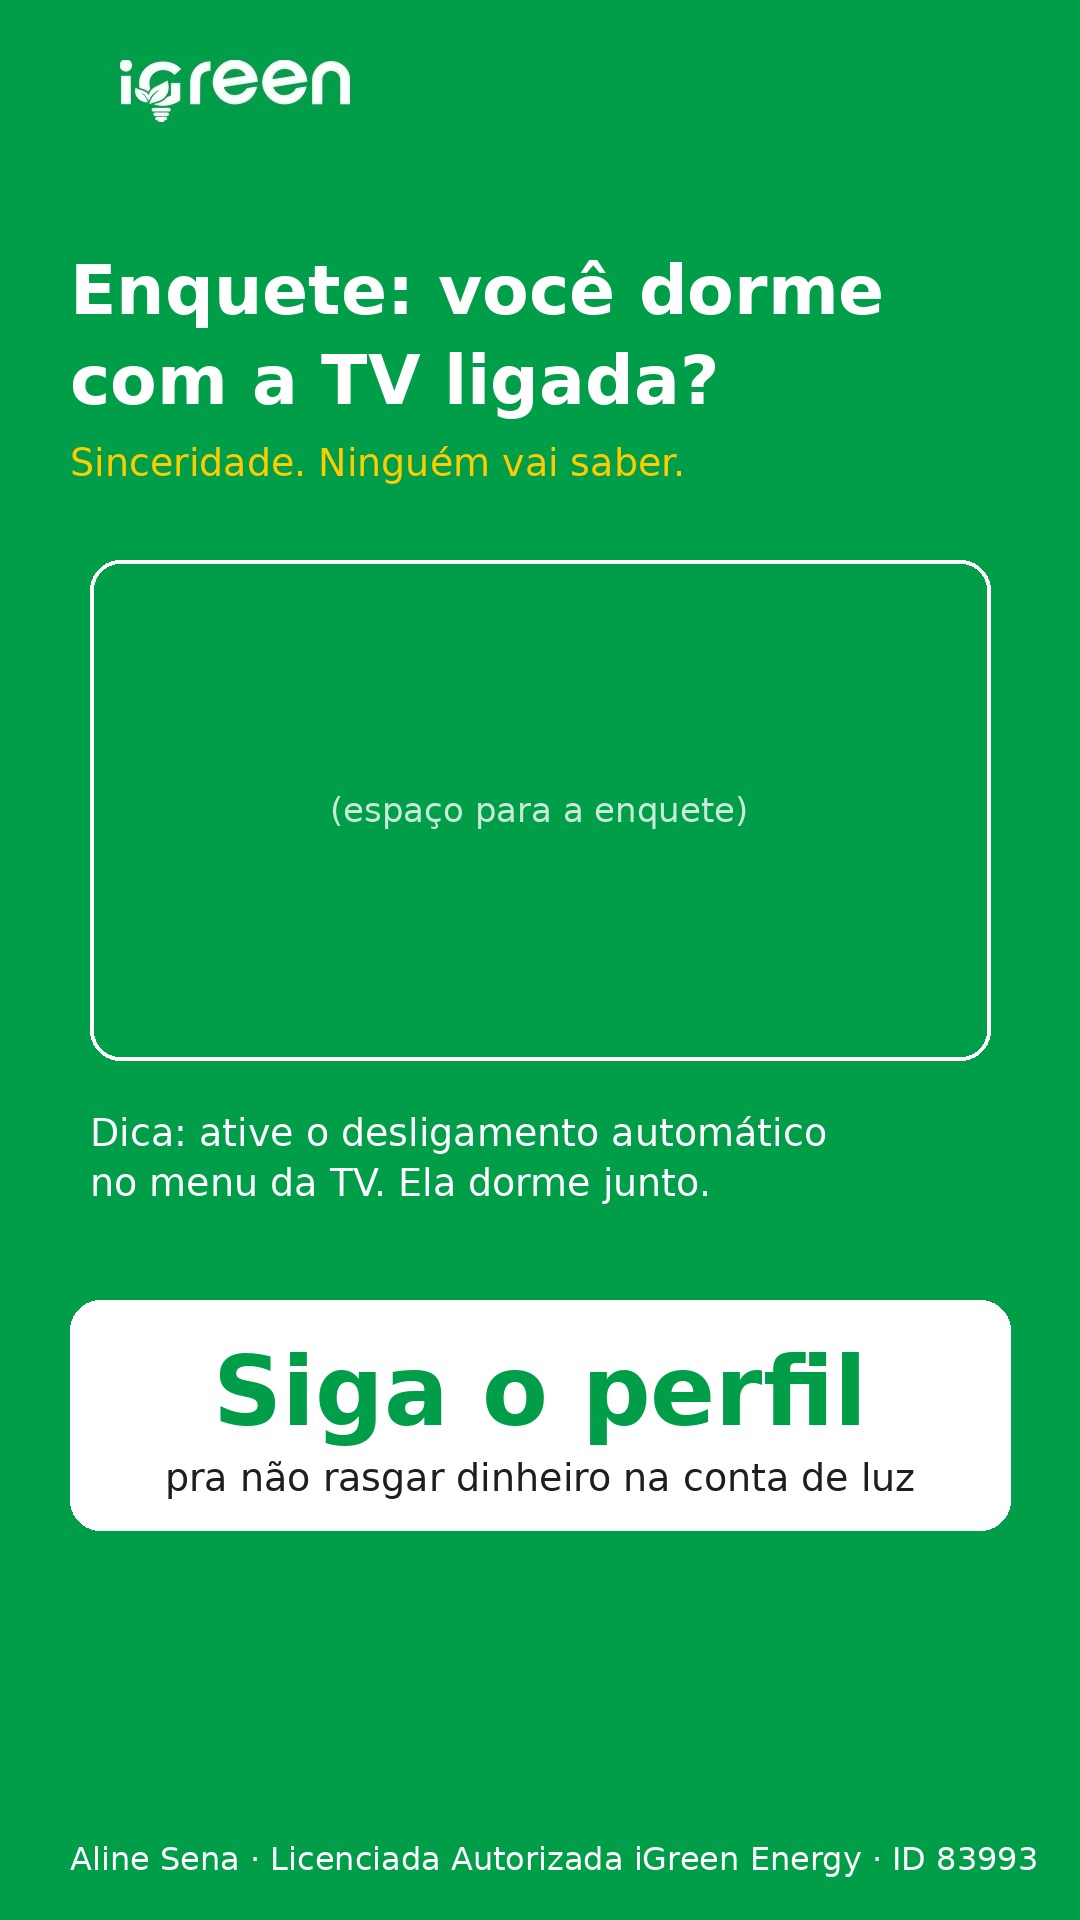 iGreen
Enquete: você dorme
com a TV ligada?
Sinceridade. Ninguém vai saber.
(espaço para a enquete)
Dica: ative o desligamento automático
no menu da TV. Ela dorme junto.
Siga o perfil
pra não rasgar dinheiro na conta de luz
Aline Sena · Licenciada Autorizada iGreen Energy · ID 83993